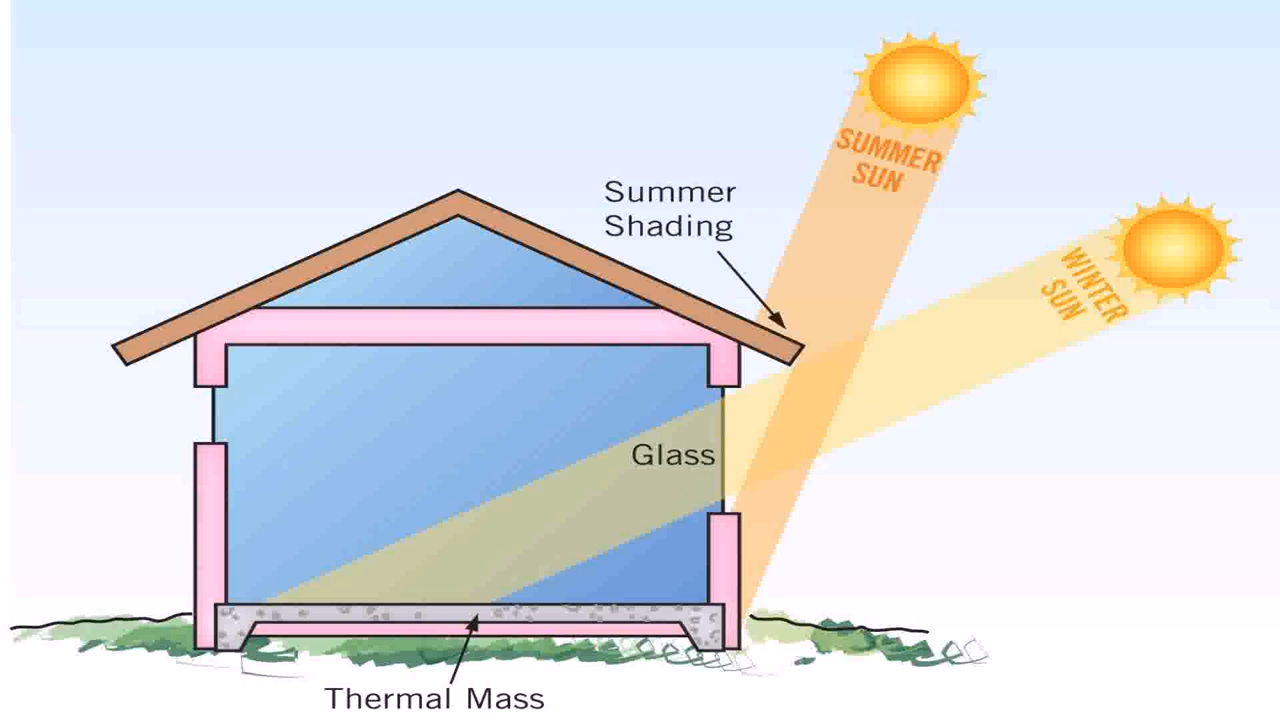 SUMMER
SUN
Summer
Shading
WINTER
SUN
Glass
Thermal Mass